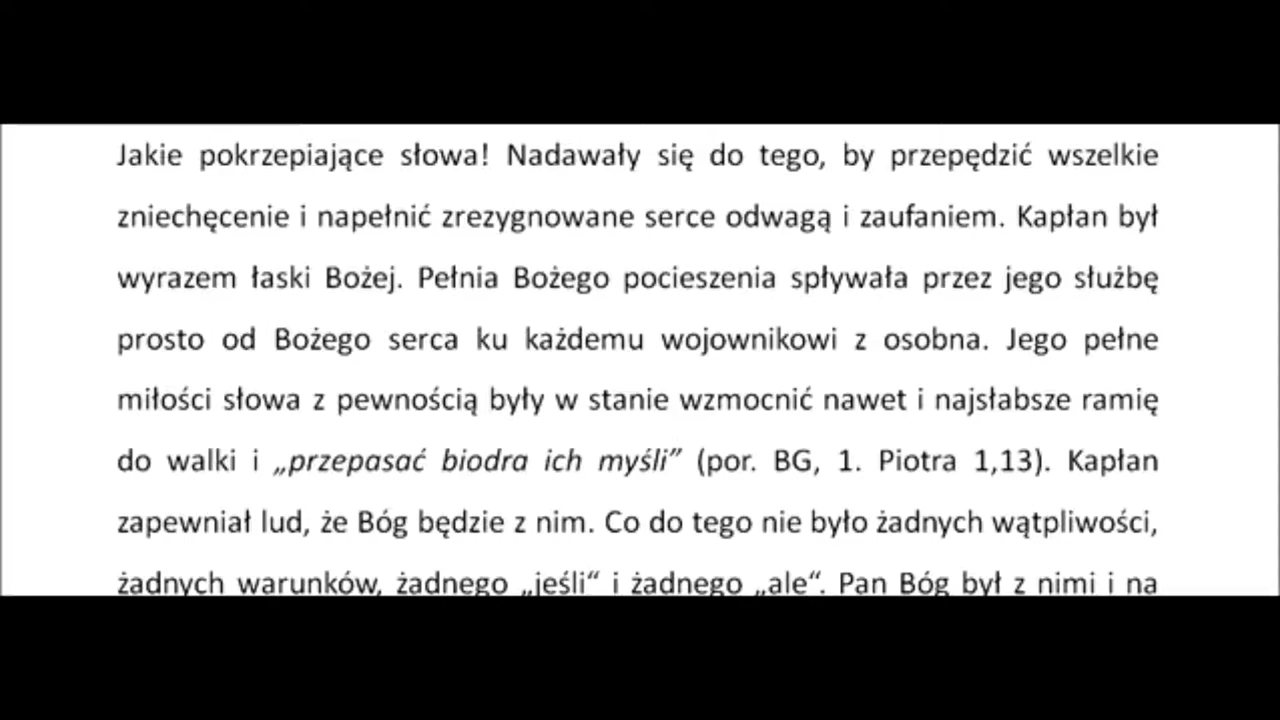 Jakie pokrzepiające słowa! Nadawały się do tego, by przepędzić wszelkie
zniechęcenie i napełnić zrezygnowane serce odwagą i zaufaniem. Kapłan był
wyrazem łaski Bożej. Pełnia Bożego pocieszenia spływała przez jego służbę
prosto od Bożego serca ku każdemu wojownikowi z osobna. Jego pełne
miłości słowa z pewnością były w stanie wzmocnić nawet i najsłabsze ramię
do walki i „przepasać biodra ich myśli” (por. BG, 1. Piotra 1,13). Kapłan
zapewniał lud, że Bóg będzie z nim. Co do tego nie było żadnych wątpliwości,
żadnych warunków, żadnego „jeśli“ i żadnego „ale“. Pan Bóg był z nimi i na